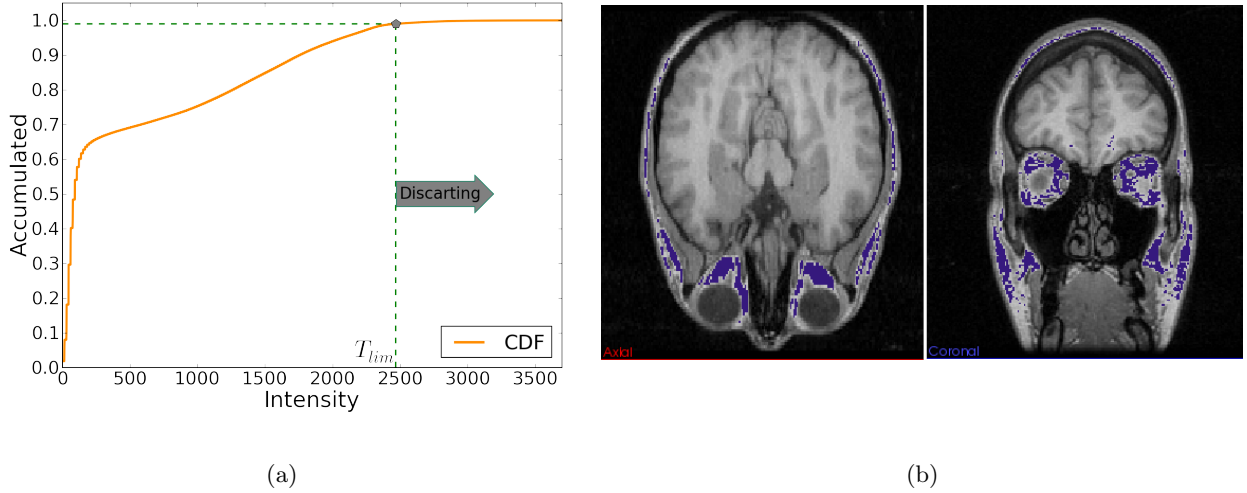 1.0
0.9
0.8
0.7
0.6
0.5
0.4
0.3
0.2
0.1
0.0
Accumulated
Discarting
T_lim
CDF
0 500 1000 1500 2000 2500 3000 3500
Intensity
Axial
Coronal
(a)
(b)